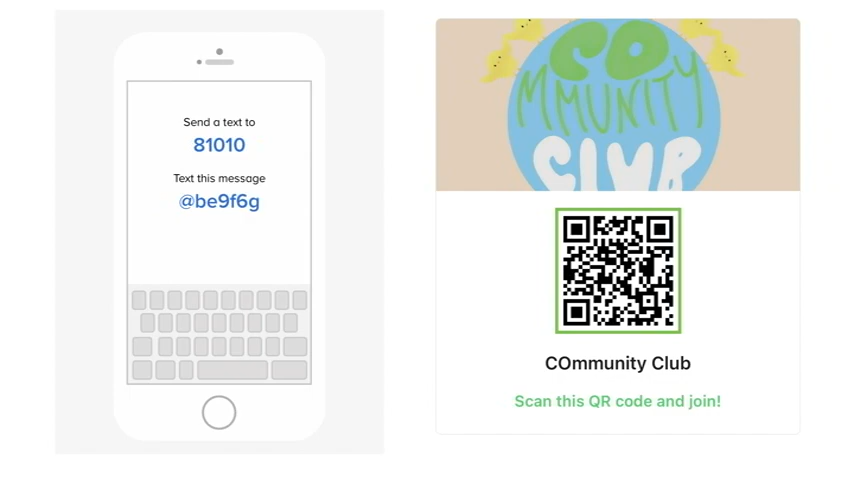 Send a text to
81010
Text this message
@be9f6g
CO
MMUNITY
CLUB
COmmunity Club
Scan this QR code and join!